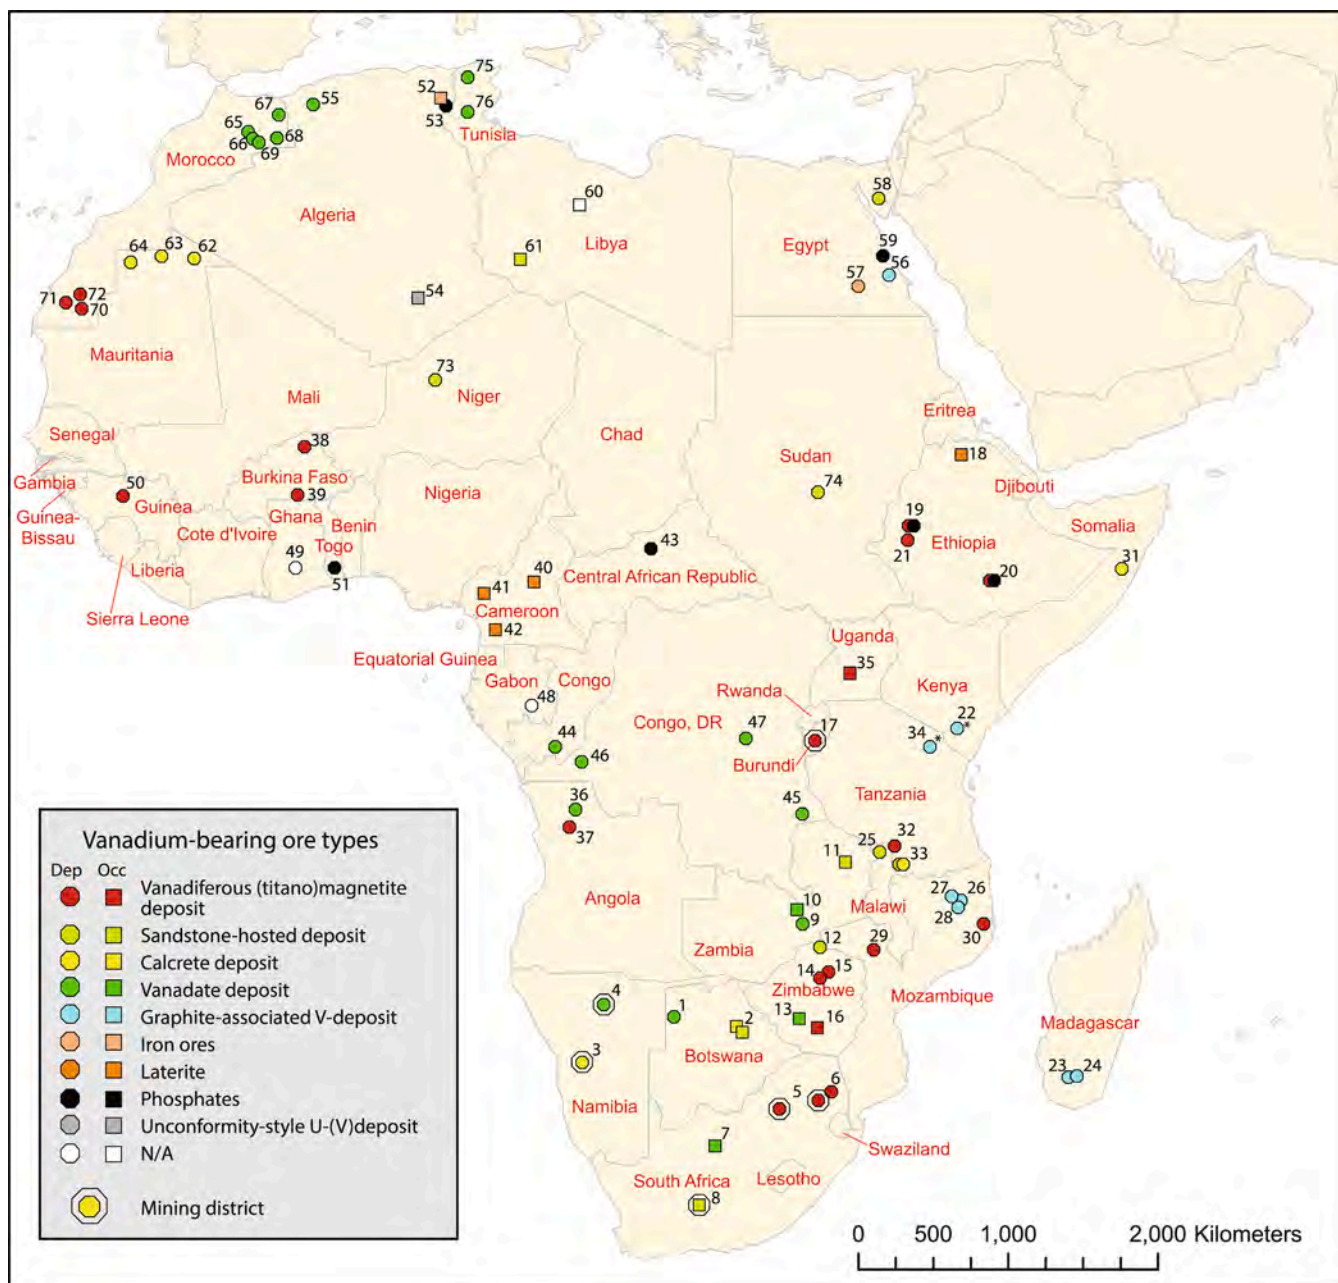 75
52
67
55
53
76
65
Tunisia
66
68
69
Morocco
58
60
Algeria
64
63
62
61
Libya
Egypt
59
56
57
54
71
72
70
Mauritania
73
Mali
Niger
Eritrea
Senegal
38
Chad
Sudan
18
Gambia
50
Burkina Faso
39
Nigeria
74
Djibouti
Guinea
Guinea-
Bissau
Ghana
Benin
19
Somalia
Cote d'Ivoire
Togo
43
21
Ethiopia
49
51
Liberia
41
40
Central African Republic
20
31
Sierra Leone
Cameroon
42
Uganda
Equatorial Guinea
35
Gabon
Congo
Kenya
48
Rwanda
Congo, DR
47
17
22
*
34
*
44
46
Burundi
36
45
Tanzania
37
32
25
33
11
Angola
10
9
Malawi
27
26
28
30
12
29
Zambia
14
15
Zimbabwe
Mozambique
4
1
2
13
16
Botswana
Madagascar
3
23
24
Namibia
5
6
7
Swaziland
South Africa
Lesotho
8
Vanadium-bearing ore types
Dep
Occ
Vanadiferous (titano)magnetite
deposit
Sandstone-hosted deposit
Calcrete deposit
Vanadate deposit
Graphite-associated V-deposit
Iron ores
Laterite
Phosphates
Unconformity-style U-(V)deposit
N/A
Mining district
0
500
1,000
2,000 Kilometers